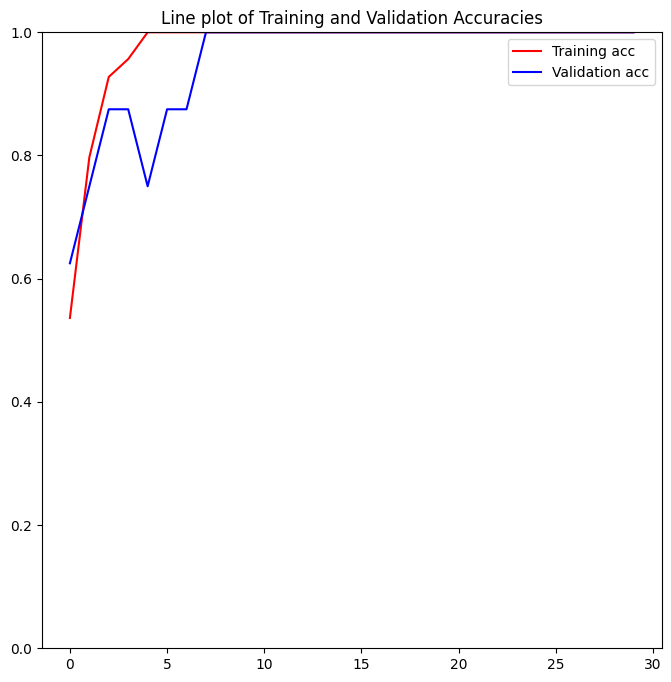 Line plot of Training and Validation Accuracies
1.0
Training acc
Validation acc
0.8
0.6
0.4
0.2
0.0
0 5 10 15 20 25 30